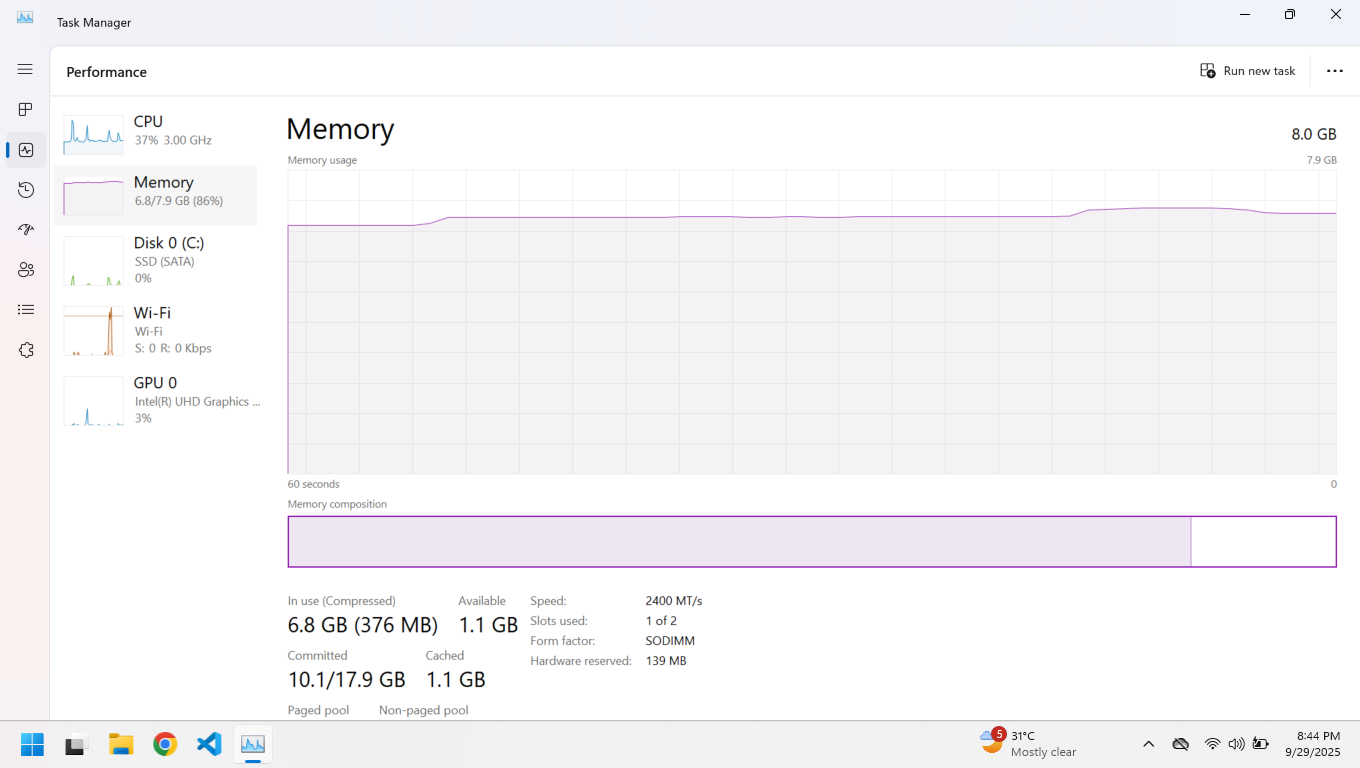 Task Manager
Performance
Run new task
CPU
37% 3.00 GHz
Memory
6.8/7.9 GB (86%)
Disk 0 (C:)
SSD (SATA)
0%
Wi-Fi
Wi-Fi
S: 0 R: 0 Kbps
GPU 0
Intel(R) UHD Graphics ...
3%
Memory
8.0 GB
Memory usage
7.9 GB
60 seconds
0
Memory composition
In use (Compressed)
6.8 GB (376 MB)
Available
1.1 GB
Committed
10.1/17.9 GB
Cached
1.1 GB
Paged pool
Non-paged pool
Speed:
2400 MT/s
Slots used:
1 of 2
Form factor:
SODIMM
Hardware reserved:
139 MB
5
31°C
Mostly clear
8:44 PM
9/29/2025